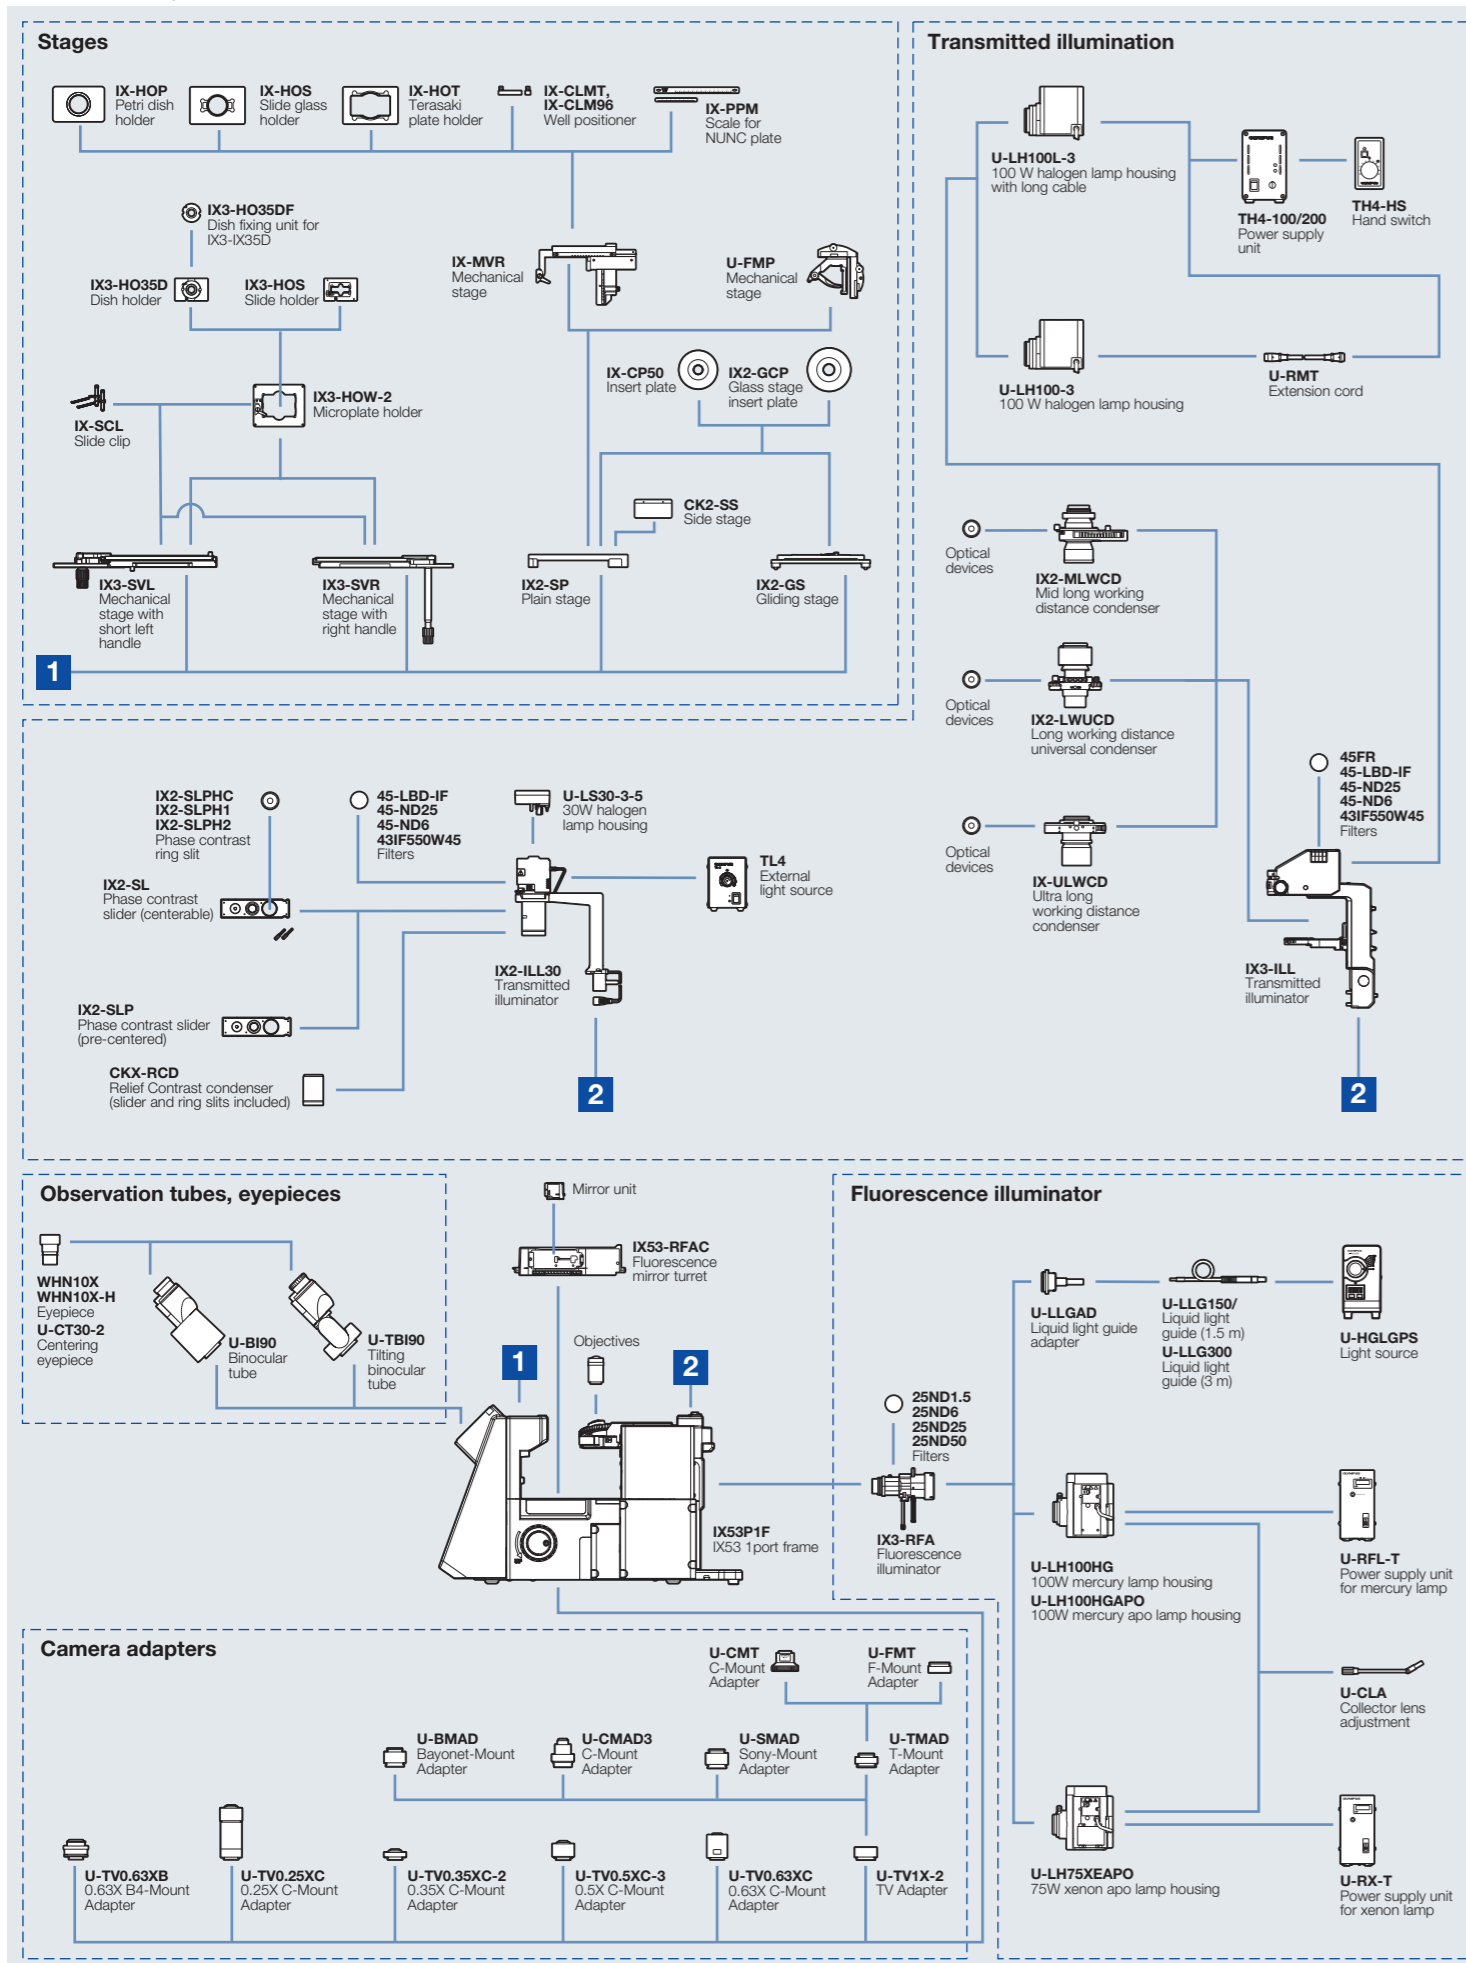 Stages
IX-HOP
Petri dish
holder
IX-HOS
Slide glass
holder
IX-HOT
Terasaki
plate holder
IX-CLMT,
IX-CLM96
Well positioner
IX-PPM
Scale for
NUNC plate
IX3-HO35DF
Dish fixing unit for
IX3-IX35D
IX3-HO35D
Dish holder
IX3-HOS
Slide holder
IX-MVR
Mechanical
stage
U-FMP
Mechanical
stage
IX-CP50
Insert plate
IX2-GCP
Glass stage
insert plate
IX-SCL
Slide clip
IX3-HOW-2
Microplate holder
CK2-SS
Side stage
IX3-SVL
Mechanical
stage with
short left
handle
IX3-SVR
Mechanical
stage with
right handle
IX2-SP
Plain stage
IX2-GS
Gliding stage
1
Transmitted illumination
U-LH100L-3
100 W halogen lamp housing
with long cable
TH4-100/200
Power supply
unit
TH4-HS
Hand switch
U-LH100-3
100 W halogen lamp housing
U-RMT
Extension cord
Optical
devices
IX2-MLWCD
Mid long working
distance condenser
Optical
devices
IX2-LWUCD
Long working distance
universal condenser
Optical
devices
IX-ULWCD
Ultra long
working distance
condenser
45FR
45-LBD-IF
45-ND25
45-ND6
43IF550W45
Filters
IX3-ILL
Transmitted
illuminator
2
IX2-SLPHC
IX2-SLPH1
IX2-SLPH2
Phase contrast
ring slit
45-LBD-IF
45-ND25
45-ND6
43IF550W45
Filters
U-LS30-3-5
30W halogen
lamp housing
TL4
External
light source
IX2-SL
Phase contrast
slider (centerable)
IX2-ILL30
Transmitted
illuminator
IX2-SLP
Phase contrast slider
(pre-centered)
CKX-RCD
Relief Contrast condenser
(slider and ring slits included)
2
Observation tubes, eyepieces
WHN10X
WHN10X-H
Eyepiece
U-CT30-2
Centering
eyepiece
U-BI90
Binocular
tube
U-TBI90
Tilting
binocular
tube
Mirror unit
IX53-RFAC
Fluorescence
mirror turret
Objectives
1
2
IX53P1F
IX53 1port frame
Fluorescence illuminator
U-LLGAD
Liquid light guide
adapter
U-LLG150/
Liquid light
guide (1.5 m)
U-LLG300
Liquid light
guide (3 m)
U-HGLGPS
Light source
25ND1.5
25ND6
25ND25
25ND50
Filters
IX3-RFA
Fluorescence
illuminator
U-LH100HG
100W mercury lamp housing
U-LH100HGAPO
100W mercury apo lamp housing
U-RFL-T
Power supply unit
for mercury lamp
U-CLA
Collector lens
adjustment
U-LH75XEAPO
75W xenon apo lamp housing
U-RX-T
Power supply unit
for xenon lamp
Camera adapters
U-CMT
C-Mount
Adapter
U-FMT
F-Mount
Adapter
U-BMAD
Bayonet-Mount
Adapter
U-CMAD3
C-Mount
Adapter
U-SMAD
Sony-Mount
Adapter
U-TMAD
T-Mount
Adapter
U-TV0.63XB
0.63X B4-Mount
Adapter
U-TV0.25XC
0.25X C-Mount
Adapter
U-TV0.35XC-2
0.35X C-Mount
Adapter
U-TV0.5XC-3
0.5X C-Mount
Adapter
U-TV0.63XC
0.63X C-Mount
Adapter
U-TV1X-2
TV Adapter